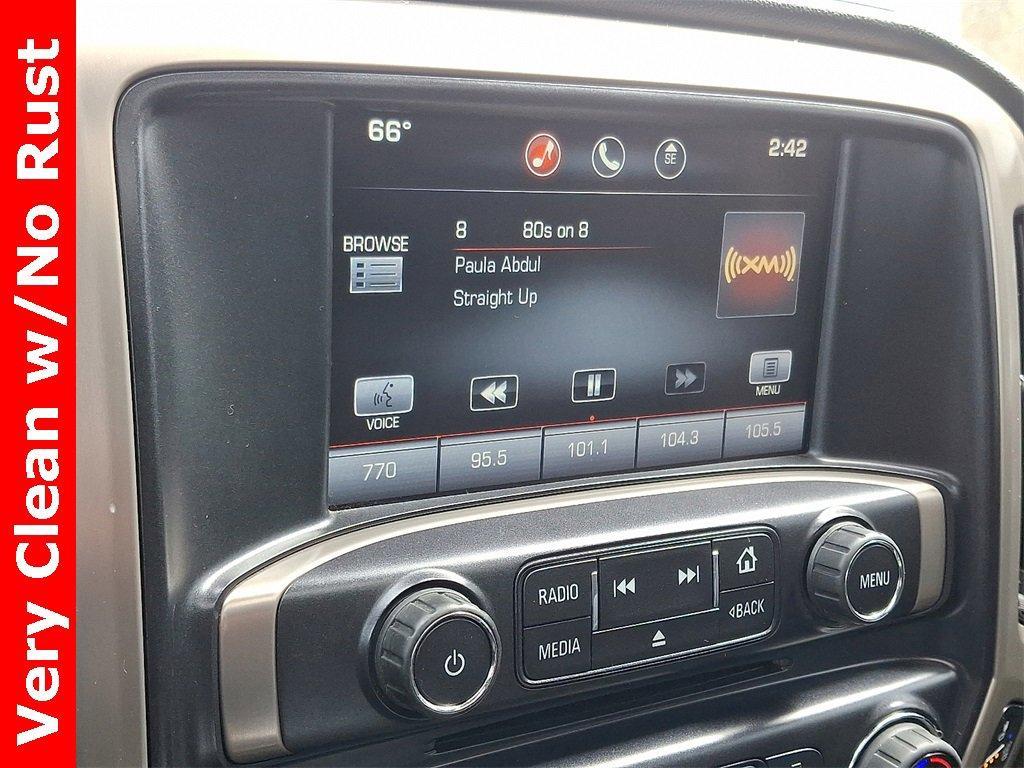 Very Clean w/No Rust
66°
SE
2:42
BROWSE
8 80s on 8
Paula Abdul
Straight Up
((XM))
VOICE
MENU
770 95.5 101.1 104.3 105.5
RADIO
MEDIA
BACK
MENU